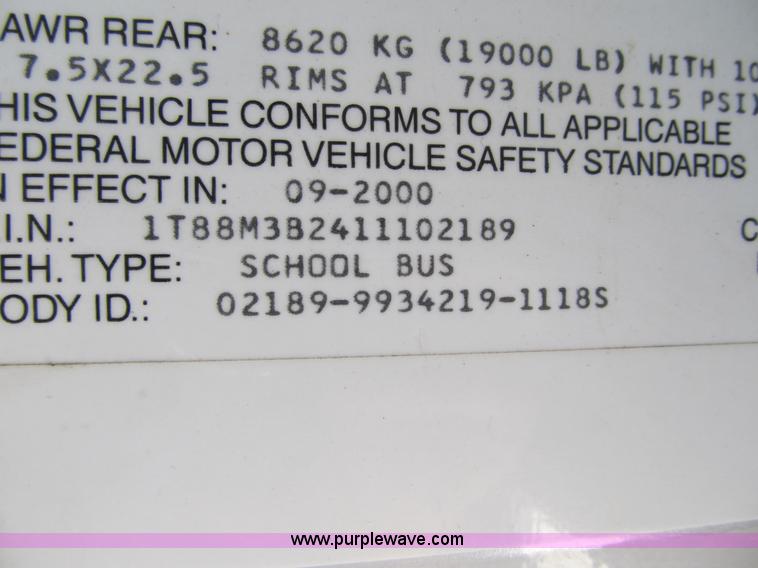 AWR REAR: 8620 KG (19000 LB) WITH 10
7.5X22.5 RIMS AT 793 KPA (115 PSI)
HIS VEHICLE CONFORMS TO ALL APPLICABLE
EDERAL MOTOR VEHICLE SAFETY STANDARDS
N EFFECT IN: 09-2000
.I.N.: 1T88M3B2411102189 C
EH. TYPE: SCHOOL BUS
ODY ID.: 02189-9934219-1118S
www.purplewave.com